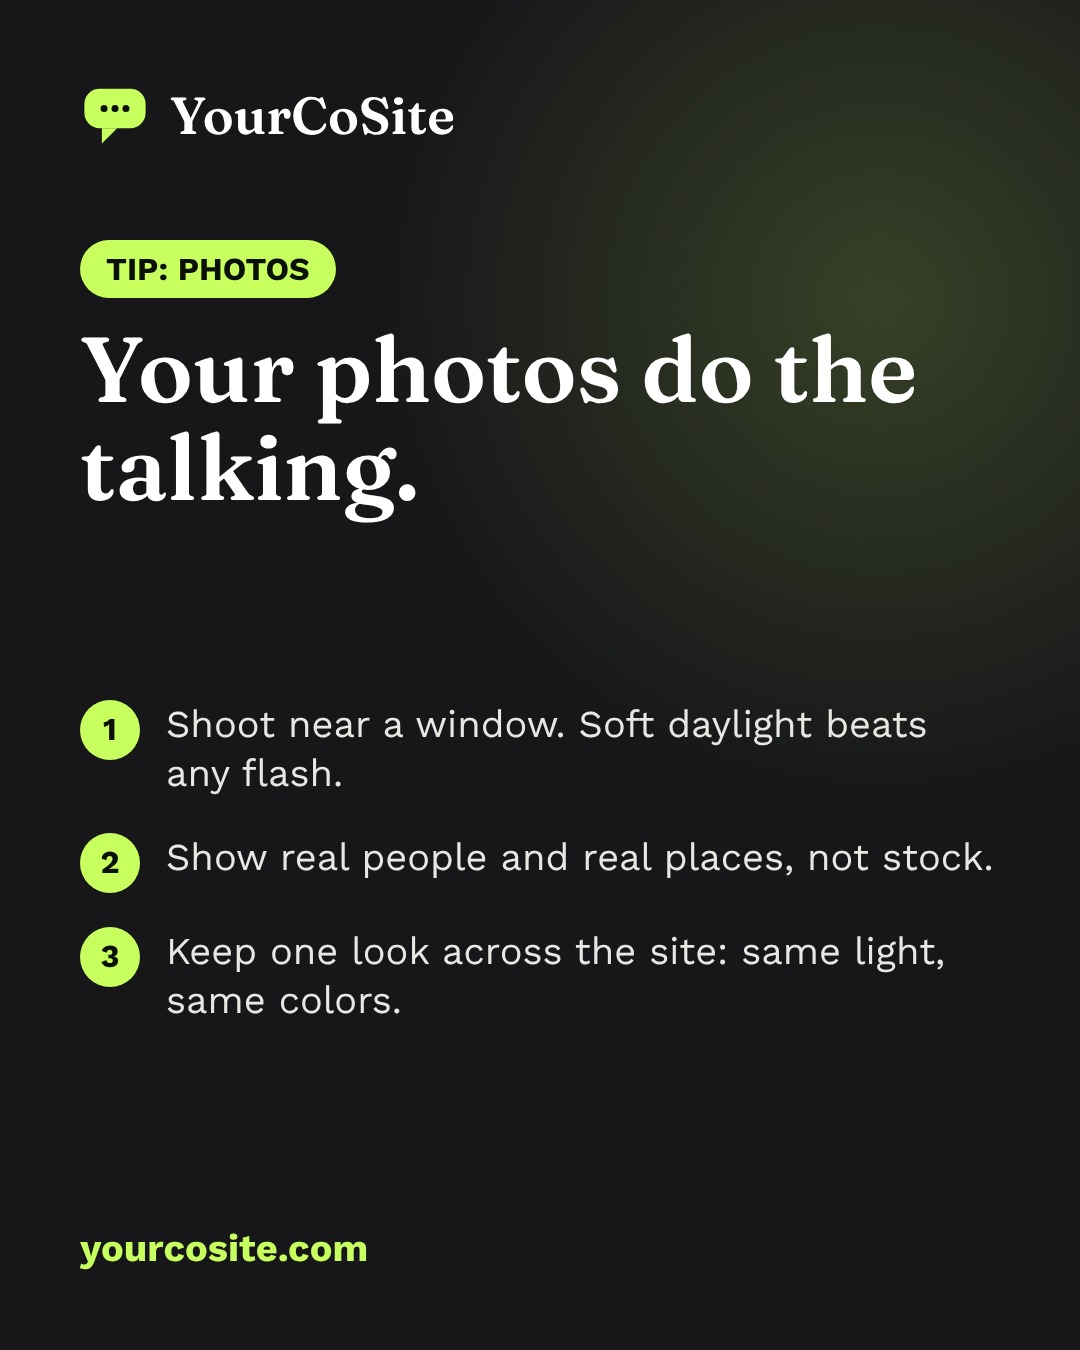 YourCoSite
TIP: PHOTOS
Your photos do the
talking.
1 Shoot near a window. Soft daylight beats
any flash.
2 Show real people and real places, not stock.
3 Keep one look across the site: same light,
same colors.
yourcosite.com